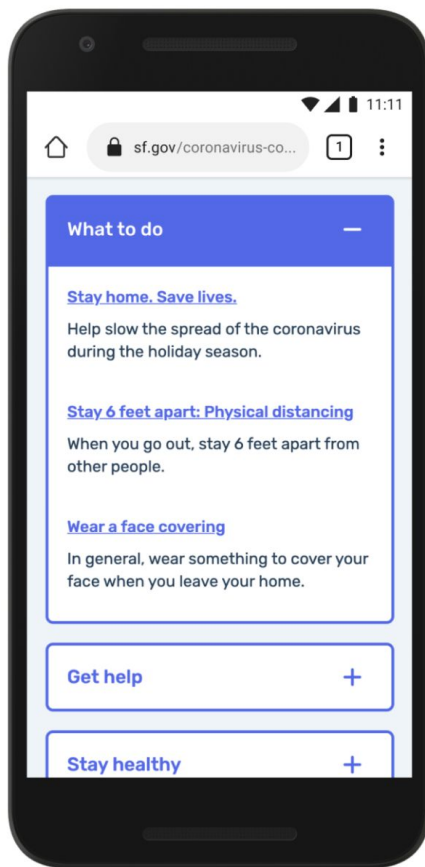 11:11
sf.gov/coronavirus-co...
1
What to do
Stay home. Save lives.
Help slow the spread of the coronavirus
during the holiday season.
Stay 6 feet apart: Physical distancing
When you go out, stay 6 feet apart from
other people.
Wear a face covering
In general, wear something to cover your
face when you leave your home.
Get help
Stay healthy